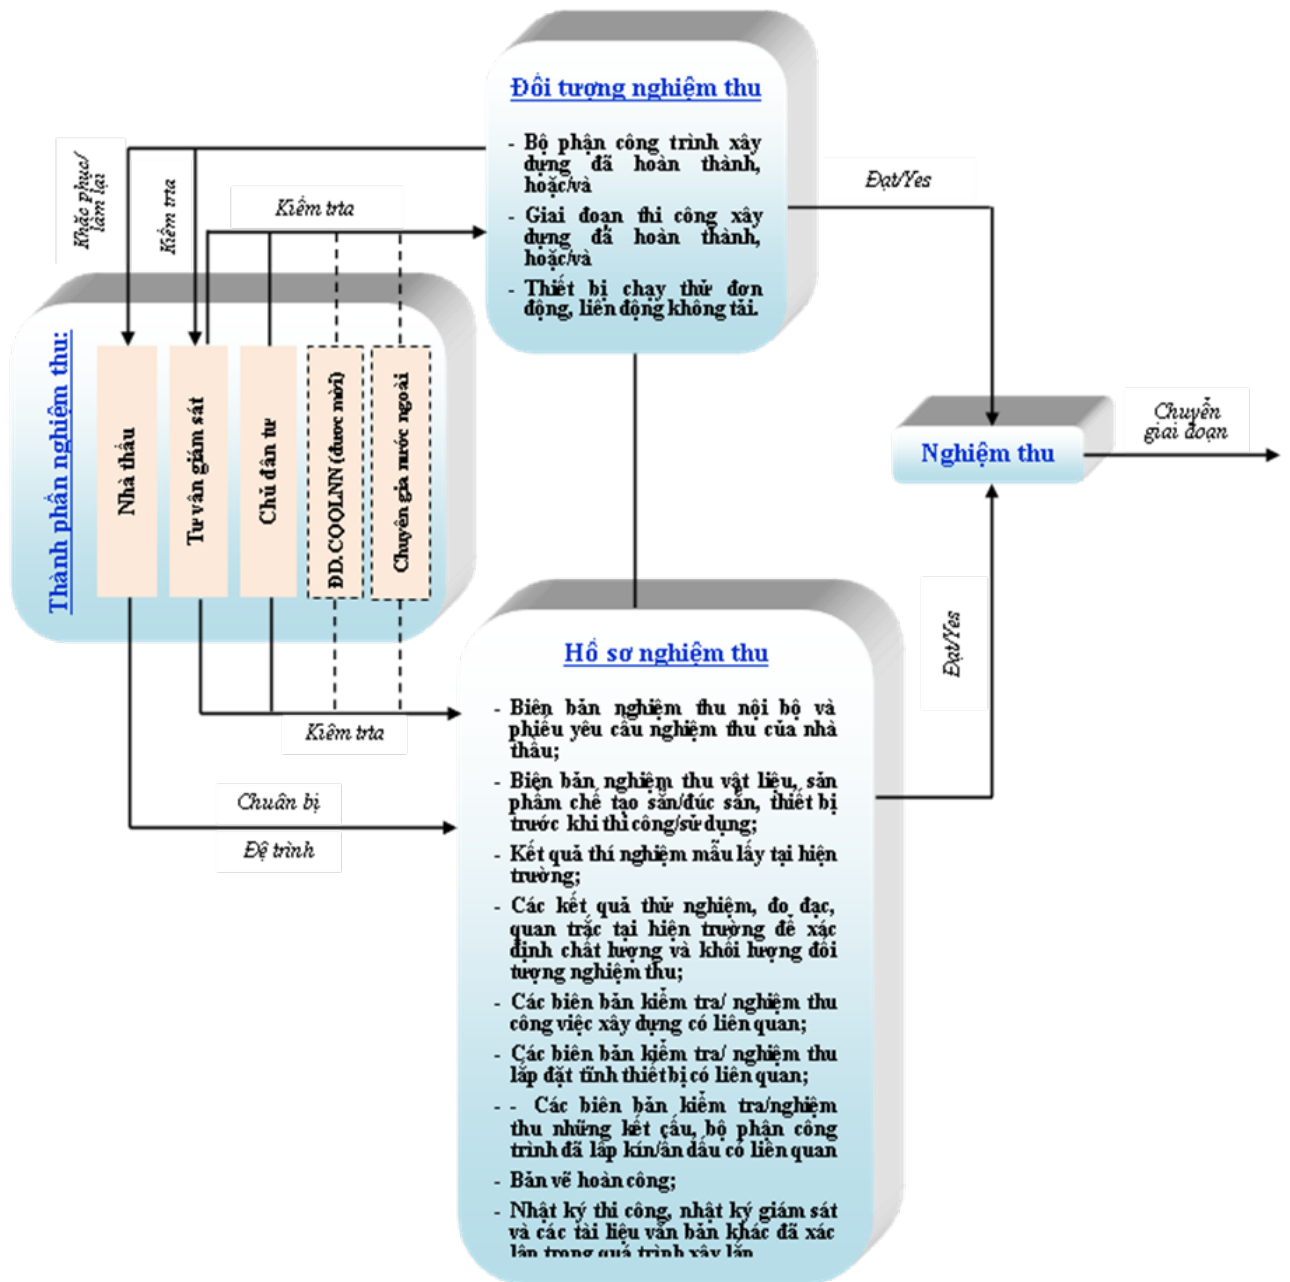 Đối tượng nghiệm thu
- Bộ phận công trình xây
dựng đã hoàn thành,
hoặc/và
- Giai đoạn thi công xây
dựng đã hoàn thành,
hoặc/và
- Thiết bị chạy thử đơn
động, liên động không tải.
Khắc phục/
làm lại
Kiểm trta
Kiểm trta
Đạt/Yes
Thành phần nghiệm thu:
Nhà thầu
Tư vấn giám sát
Chủ đân tư
ĐD.CQQLNN (được mời)
Chuyên gia nước ngoài
Nghiệm thu
Chuyển
giai đoạn
Đạt/Yes
Kiểm trta
Chuẩn bị
Đệ trình
Hồ sơ nghiệm thu
- Biên bản nghiệm thu nội bộ và
phiếu yêu cầu nghiệm thu của nhà
thầu;
- Biên bản nghiệm thu vật liệu, sản
phẩm chế tạo sẵn/đúc sẵn, thiết bị
trước khi thi công/sử dụng;
- Kết quả thí nghiệm mẫu lấy tại hiện
trường;
- Các kết quả thử nghiệm, đo đạc,
quan trắc tại hiện trường để xác
định chất lượng và khối lượng đối
tượng nghiệm thu;
- Các biên bản kiểm tra/ nghiệm thu
công việc xây dựng có liên quan;
- Các biên bản kiểm tra/ nghiệm thu
lắp đặt tĩnh thiết bị có liên quan;
- - Các biên bản kiểm tra/nghiệm
thu những kết cấu, bộ phận công
trình đã lấp kín/ẩn dấu có liên quan
- Bản vẽ hoàn công;
- Nhật ký thi công, nhật ký giám sát
và các tài liệu văn bản khác đã xác
lập trong quá trình xây lắp